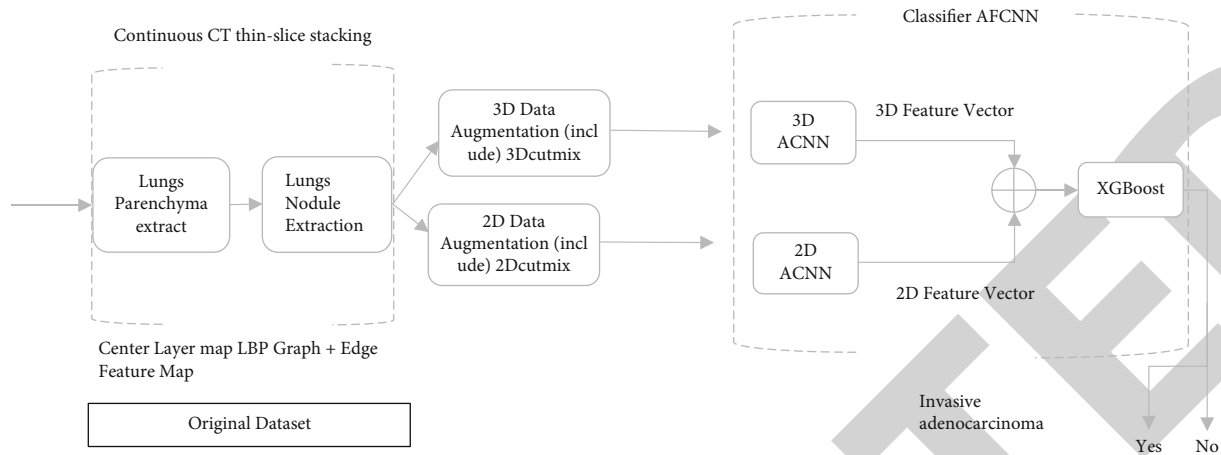 Continuous CT thin-slice stacking
Lungs
Parenchyma
extract
Lungs
Nodule
Extraction
Center Layer map LBP Graph + Edge
Feature Map
Original Dataset
3D Data
Augmentation (incl
ude) 3Dcutmix
2D Data
Augmentation (incl
ude) 2Dcutmix
Classifier AFCNN
3D
ACNN
3D Feature Vector
2D
ACNN
2D Feature Vector
XGBoost
Invasive
adenocarcinoma
Yes
No